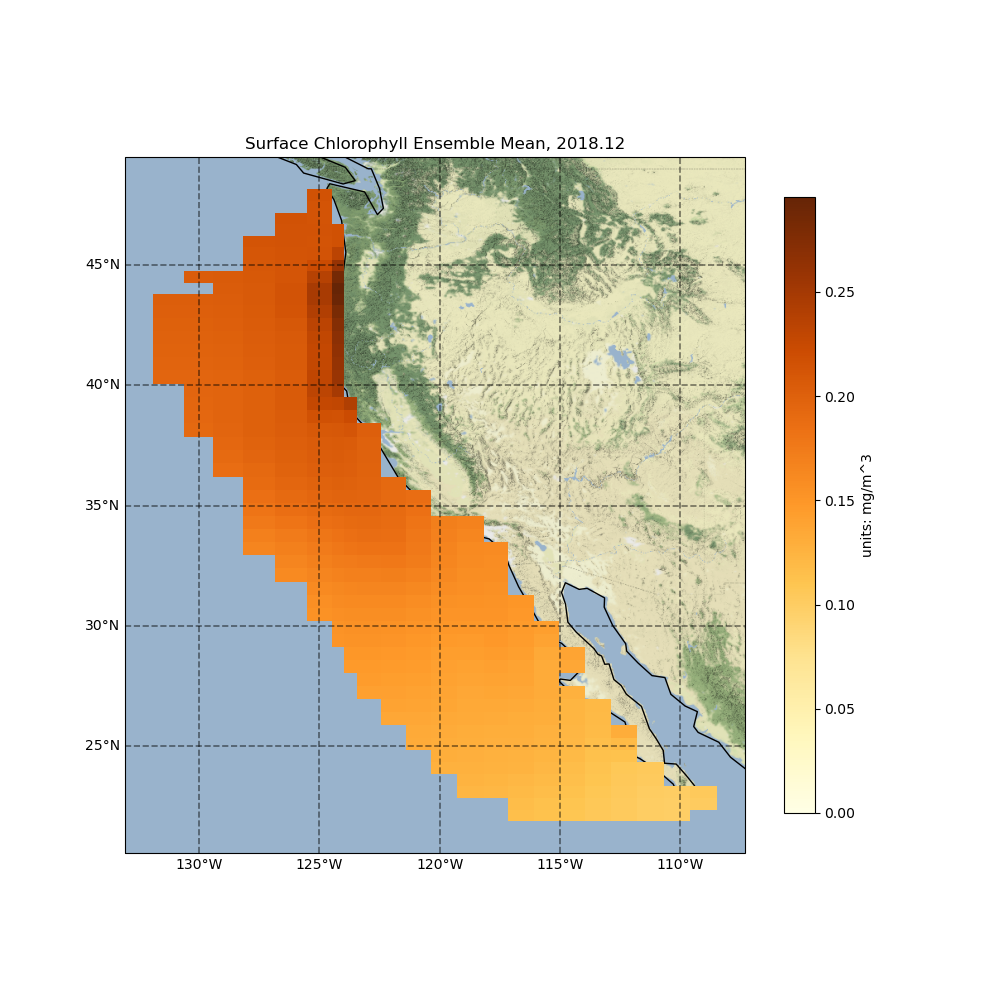 Surface Chlorophyll Ensemble Mean, 2018.12
45°N
40°N
35°N
30°N
25°N
130°W
125°W
120°W
115°W
110°W
0.25
0.20
0.15
0.10
0.05
0.00
units: mg/m^3